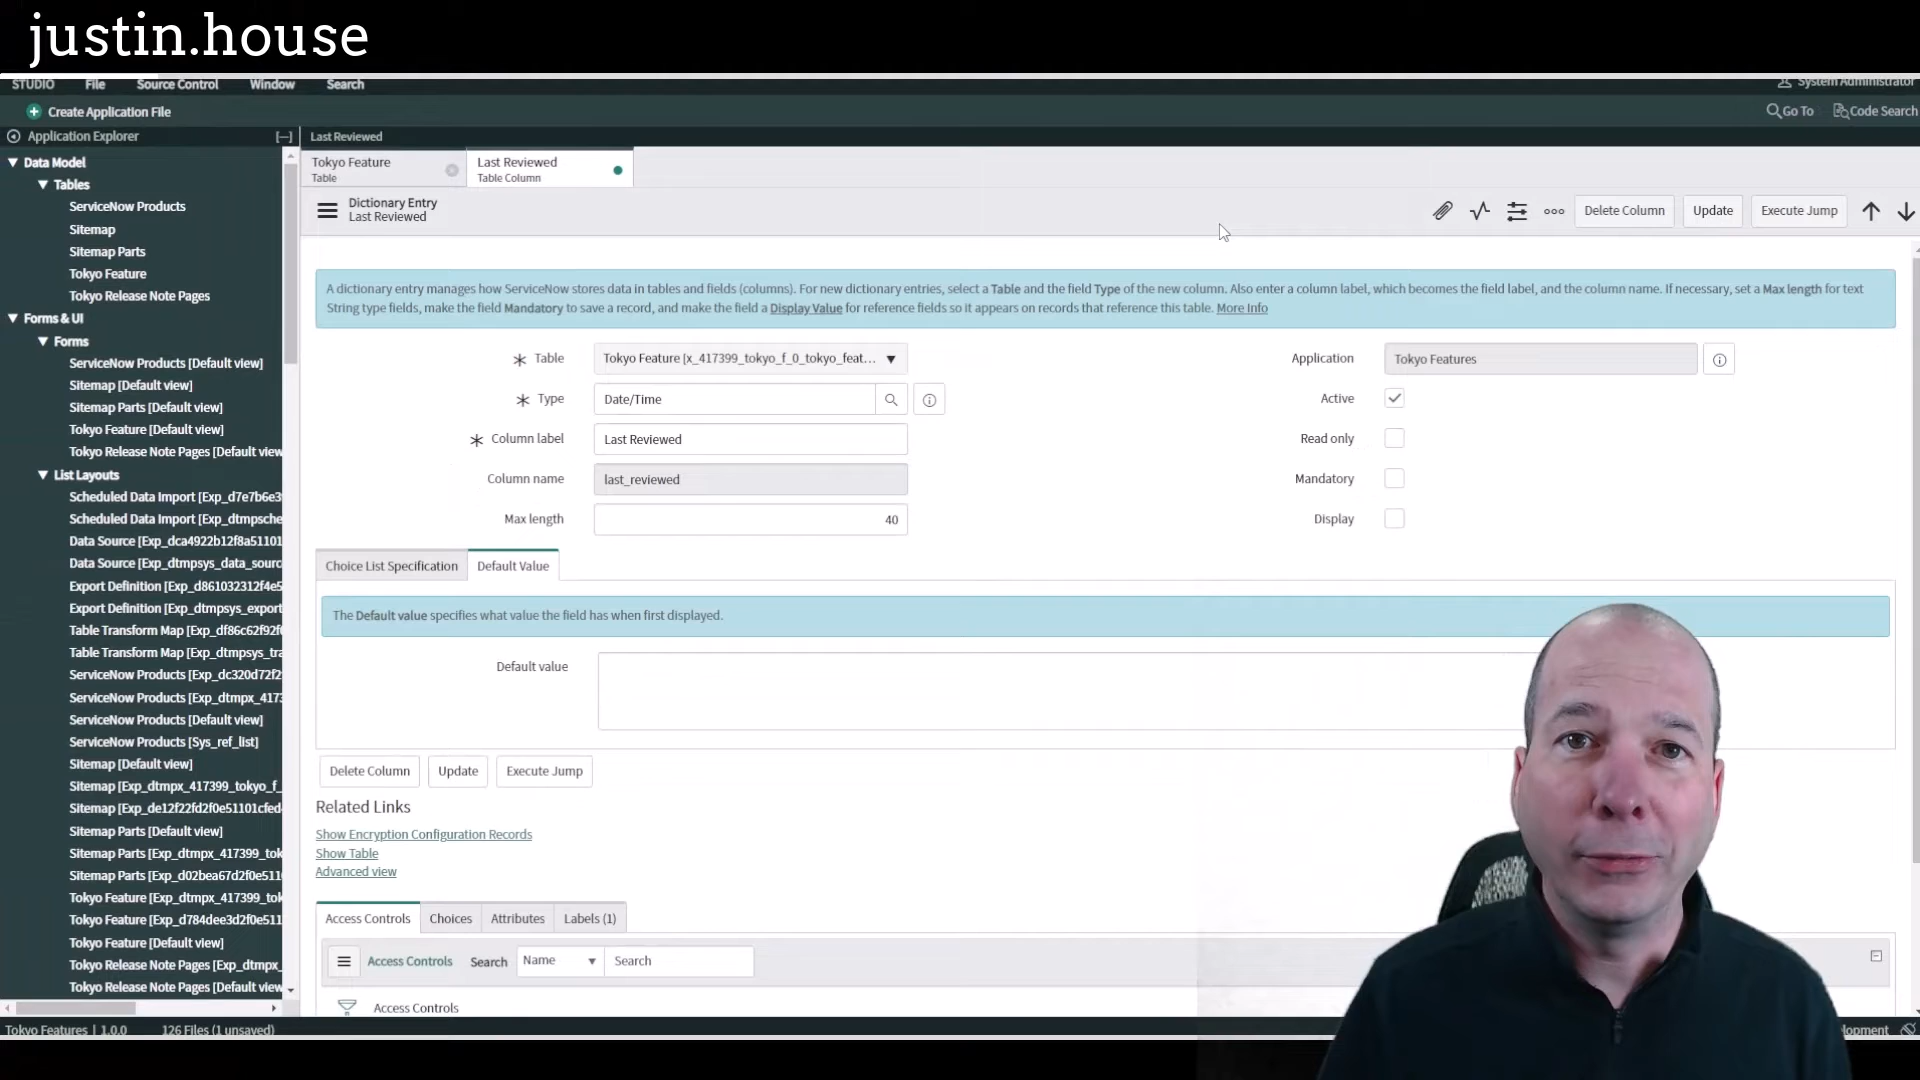 justin.house
STUDIO File Source Control Window Search
System Administrator
Create Application File
Go To Code Search
Application Explorer
Last Reviewed
Data Model
Tables
ServiceNow Products
Sitemap
Sitemap Parts
Tokyo Feature
Tokyo Release Note Pages
Forms & UI
Forms
ServiceNow Products [Default view]
Sitemap [Default view]
Sitemap Parts [Default view]
Tokyo Feature [Default view]
Tokyo Release Note Pages [Default view
List Layouts
Scheduled Data Import [Exp_d7e7b6e3
Scheduled Data Import [Exp_dtmpsche
Data Source [Exp_dca4922b12f8a51101
Data Source [Exp_dtmpsys_data_sourc
Export Definition [Exp_d861032312f4e5
Export Definition [Exp_dtmpsys_export
Table Transform Map [Exp_df86c62f92f
Table Transform Map [Exp_dtmpsys_tra
ServiceNow Products [Exp_dc320d72f2
ServiceNow Products [Exp_dtmpx_417
ServiceNow Products [Default view]
ServiceNow Products [Sys_ref_list]
Sitemap [Default view]
Sitemap [Exp_dtmpx_417399_tokyo_f_
Sitemap [Exp_de12f22fd2f0e51101cfed
Sitemap Parts [Default view]
Sitemap Parts [Exp_dtmpx_417399_tok
Sitemap Parts [Exp_d02bea67d2f0e511
Tokyo Feature [Exp_dtmpx_417399_tok
Tokyo Feature [Exp_d784dee3d2f0e511
Tokyo Feature [Default view]
Tokyo Release Note Pages [Exp_dtmpx_
Tokyo Release Note Pages [Default view
Tokyo Feature
Table
Last Reviewed
Table Column
Dictionary Entry
Last Reviewed
Delete Column Update Execute Jump
A dictionary entry manages how ServiceNow stores data in tables and fields (columns). For new dictionary entries, select a Table and the field Type of the new column. Also enter a column label, which becomes the field label, and the column name. If necessary, set a Max length for text
String type fields, make the field Mandatory to save a record, and make the field a Display Value for reference fields so it appears on records that reference this table. More Info
Table Tokyo Feature [x_417399_tokyo_f_0_tokyo_feat...
Type Date/Time
Column label Last Reviewed
Column name last_reviewed
Max length 40
Application Tokyo Features
Active
Read only
Mandatory
Display
Choice List Specification Default Value
The Default value specifies what value the field has when first displayed.
Default value
Delete Column Update Execute Jump
Related Links
Show Encryption Configuration Records
Show Table
Advanced view
Access Controls Choices Attributes Labels (1)
Access Controls Search Name Search
Access Controls
Tokyo Features | 1.0.0 126 Files (1 unsaved)
lopment